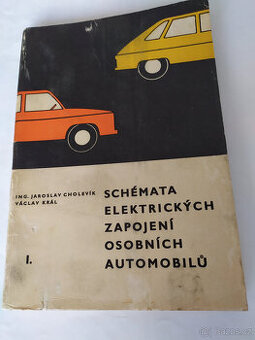 ING. JAROSLAV CHOLEVÍK
VÁCLAV KRÁL
SCHÉMATA
ELEKTRICKÝCH
ZAPOJENÍ
OSOBNÍCH
AUTOMOBILŮ
I.